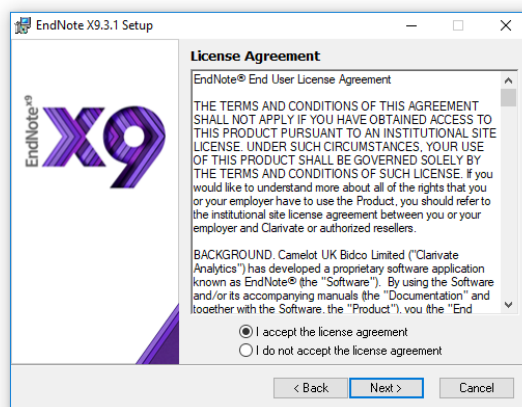 EndNote X9.3.1 Setup
License Agreement
EndNote® End User License Agreement
THE TERMS AND CONDITIONS OF THIS AGREEMENT
SHALL NOT APPLY IF YOU HAVE OBTAINED ACCESS TO
THIS PRODUCT PURSUANT TO AN INSTITUTIONAL SITE
LICENSE. UNDER SUCH CIRCUMSTANCES, YOUR USE
OF THIS PRODUCT SHALL BE GOVERNED SOLELY BY
THE TERMS AND CONDITIONS OF SUCH LICENSE. If you
would like to understand more about all of the rights that you
or your employer have to use the Product, you should refer to
the institutional site license agreement between you or your
employer and Clarivate or authorized resellers.
BACKGROUND. Camelot UK Bidco Limited ("Clarivate
Analytics") has developed a proprietary software application
known as EndNote® (the "Software"). By using the Software
and/or its accompanying manuals (the "Documentation" and
together with the Software, the "Product"), you (the "End
EndNote X9
X9
I accept the license agreement
I do not accept the license agreement
< Back
Next >
Cancel